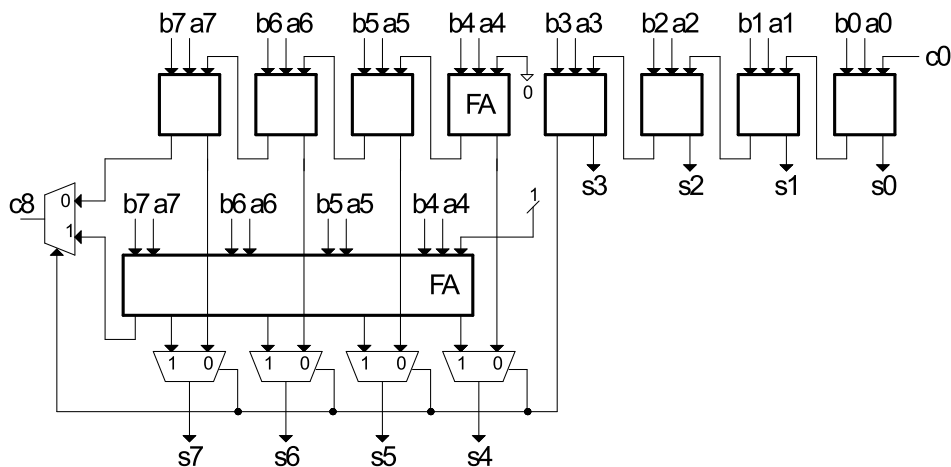 b7 a7 b6 a6 b5 a5 b4 a4 b3 a3 b2 a2 b1 a1 b0 a0
c0
FA 0
s3 s2 s1 s0
c8 0 1
b7 a7 b6 a6 b5 a5 b4 a4 1
FA
1 0 1 0 1 0 1 0
s7 s6 s5 s4